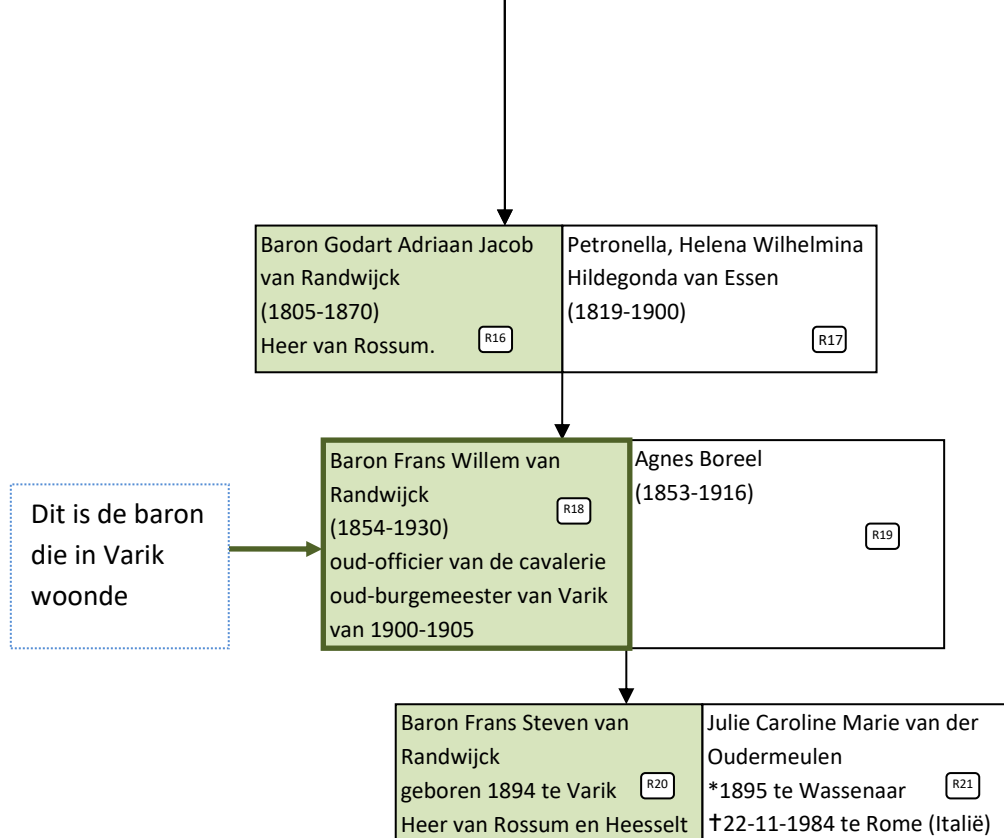 Baron Godart Adriaan Jacob
van Randwijck
(1805-1870)
Heer van Rossum.
R16
Petronella, Helena Wilhelmina
Hildegonda van Essen
(1819-1900)
R17
Dit is de baron
die in Varik
woonde
Baron Frans Willem van
Randwijck
R18
(1854-1930)
oud-officier van de cavalerie
oud-burgemeester van Varik
van 1900-1905
Agnes Boreel
(1853-1916)
R19
Baron Frans Steven van
Randwijck
geboren 1894 te Varik R20
Heer van Rossum en Heesselt
Julie Caroline Marie van der
Oudermeulen
*1895 te Wassenaar R21
†22-11-1984 te Rome (Italië)